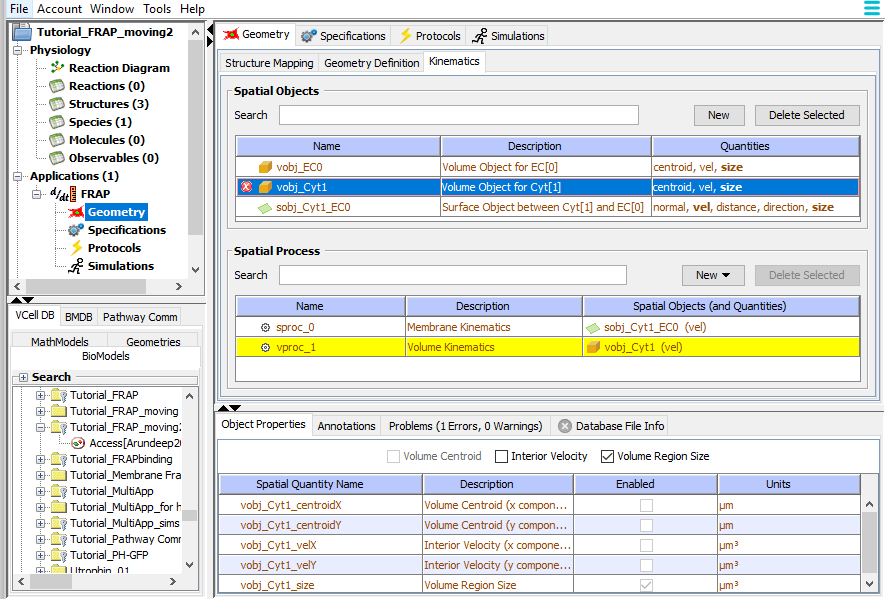 File Account Window Tools Help
Tutorial_FRAP_moving2
Physiology
Reaction Diagram
Reactions (0)
Structures (3)
Species (1)
Molecules (0)
Observables (0)
Applications (1)
d/dt FRAP
Geometry
Specifications
Protocols
Simulations
VCell DB BMDB Pathway Comm
MathModels Geometries
BioModels
Search
Tutorial_FRAP
Tutorial_FRAP_moving
Tutorial_FRAP_moving2
Access[Arundeep20
Tutorial_FRAPbinding
Tutorial_Membrane Fra
Tutorial_MultiApp
Tutorial_MultiApp_for h
Tutorial_MultiApp_sims
Tutorial_Pathway Comm
Tutorial_PH-GFP
Utrophin_01
Geometry Specifications Protocols Simulations
Structure Mapping Geometry Definition Kinematics
Spatial Objects
Search New Delete Selected
Name Description Quantities
vobj_EC0 Volume Object for EC[0] centroid, vel, size
vobj_Cyt1 Volume Object for Cyt[1] centroid, vel, size
sobj_Cyt1_EC0 Surface Object between Cyt[1] and EC[0] normal, vel, distance, direction, size
Spatial Process
Search New Delete Selected
Name Description Spatial Objects (and Quantities)
sproc_0 Membrane Kinematics sobj_Cyt1_EC0 (vel)
vproc_1 Volume Kinematics vobj_Cyt1 (vel)
Object Properties Annotations Problems (1 Errors, 0 Warnings) Database File Info
Volume Centroid Interior Velocity Volume Region Size
Spatial Quantity Name Description Enabled Units
vobj_Cyt1_centroidX Volume Centroid (x compon... μm
vobj_Cyt1_centroidY Volume Centroid (y compon... μm
vobj_Cyt1_velX Interior Velocity (x compone... μm³
vobj_Cyt1_velY Interior Velocity (y compone... μm³
vobj_Cyt1_size Volume Region Size μm³